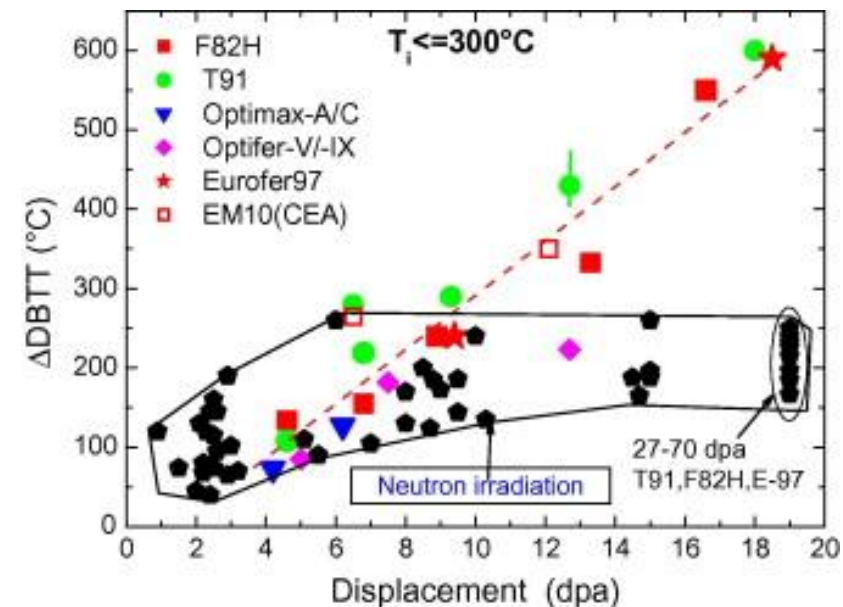 Ti<=300°C
F82H
T91
Optimax-A/C
Optifer-V/-IX
Eurofer97
EM10(CEA)
600
500
400
300
200
100
0
ΔDBTT (°C)
27-70 dpa
T91,F82H,E-97
Neutron irradiation
0 2 4 6 8 10 12 14 16 18 20
Displacement (dpa)